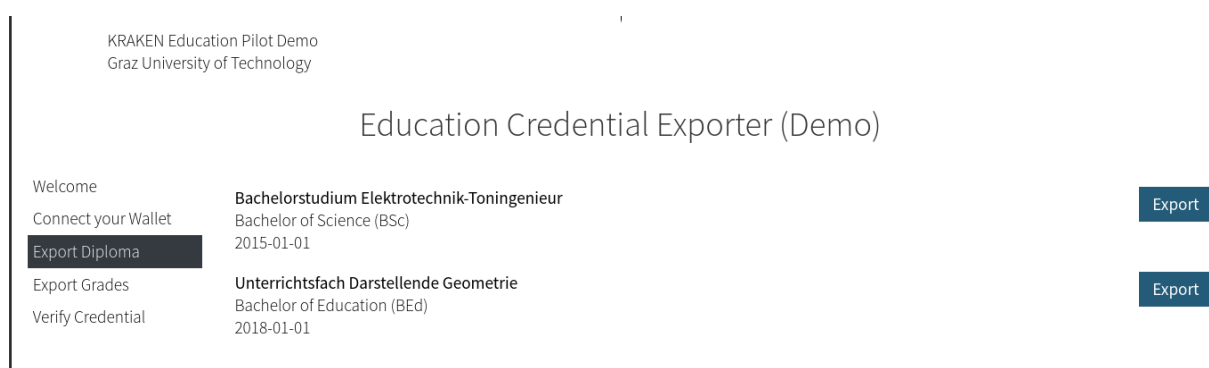 KRAKEN Education Pilot Demo
Graz University of Technology
Education Credential Exporter (Demo)
Welcome
Connect your Wallet
Export Diploma
Export Grades
Verify Credential
Bachelorstudium Elektrotechnik-Toningenieur
Bachelor of Science (BSc)
2015-01-01
Export
Unterrichtsfach Darstellende Geometrie
Bachelor of Education (BEd)
2018-01-01
Export